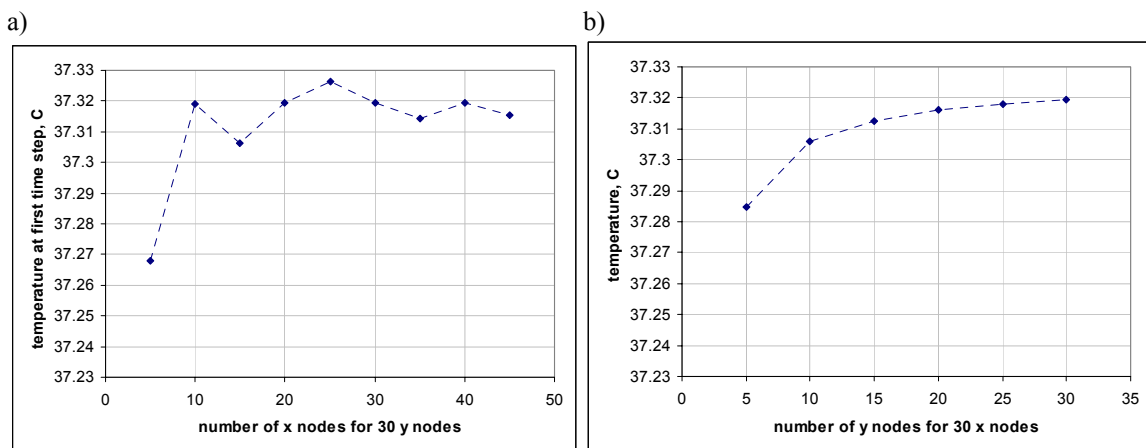 a)
temperature at first time step, C
37.33
37.32
37.31
37.3
37.29
37.28
37.27
37.26
37.25
37.24
37.23
0 10 20 30 40 50
number of x nodes for 30 y nodes
b)
temperature, C
37.33
37.32
37.31
37.3
37.29
37.28
37.27
37.26
37.25
37.24
37.23
0 5 10 15 20 25 30 35
number of y nodes for 30 x nodes